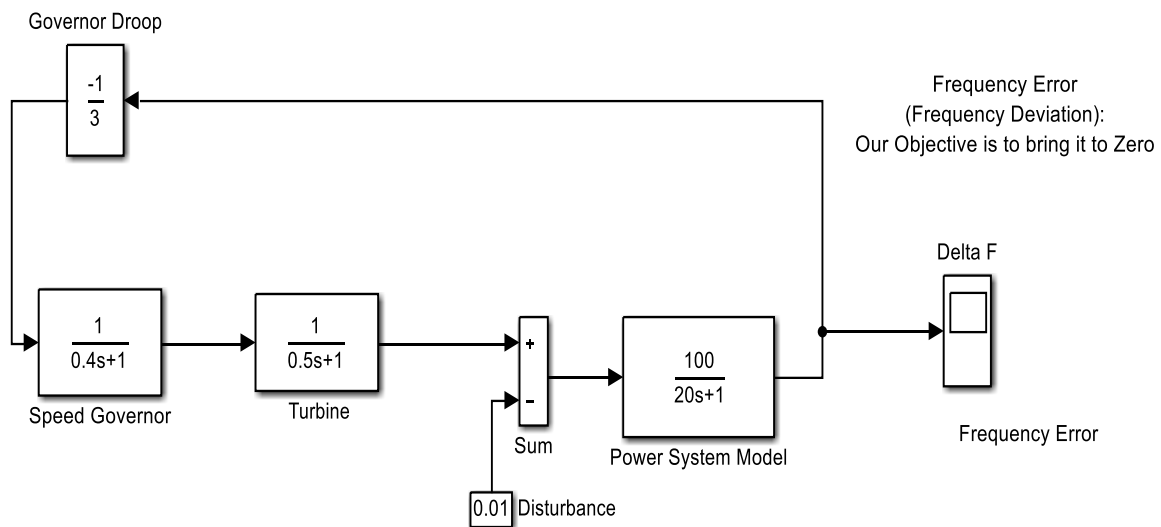 Governor Droop
-1
3
Frequency Error
(Frequency Deviation):
Our Objective is to bring it to Zero
Delta F
1
0.4s+1
Speed Governor
1
0.5s+1
Turbine
+
−
Sum
100
20s+1
Power System Model
Frequency Error
0.01 Disturbance